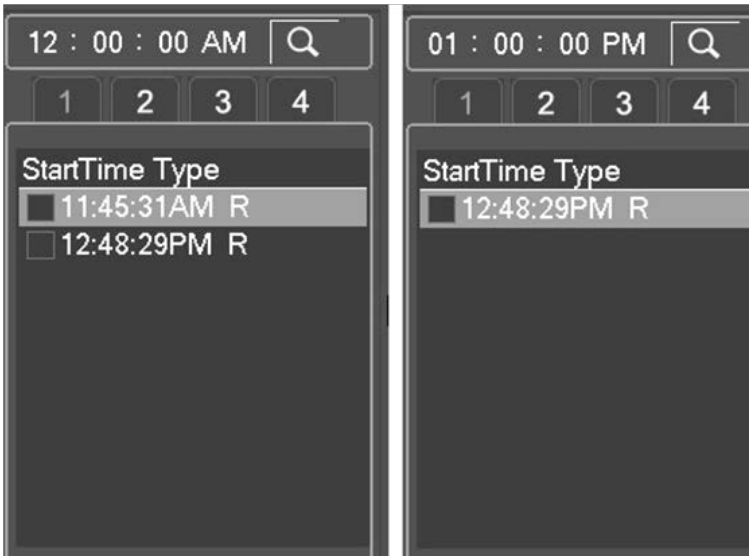 12 : 00 : 00 AM
1 2 3 4
StartTime Type
11:45:31AM R
12:48:29PM R
01 : 00 : 00 PM
1 2 3 4
StartTime Type
12:48:29PM R